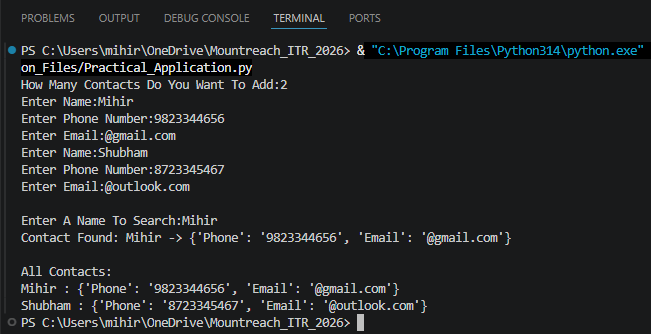 PROBLEMS OUTPUT DEBUG CONSOLE TERMINAL PORTS
PS C:\Users\mihir\OneDrive\Mountreach_ITR_2026> & "C:\Program Files\Python314\python.exe"
on_Files/Practical_Application.py
How Many Contacts Do You Want To Add:2
Enter Name:Mihir
Enter Phone Number:9823344656
Enter Email:@gmail.com
Enter Name:Shubham
Enter Phone Number:8723345467
Enter Email:@outlook.com

Enter A Name To Search:Mihir
Contact Found: Mihir -> {'Phone': '9823344656', 'Email': '@gmail.com'}

All Contacts:
Mihir : {'Phone': '9823344656', 'Email': '@gmail.com'}
Shubham : {'Phone': '8723345467', 'Email': '@outlook.com'}
PS C:\Users\mihir\OneDrive\Mountreach_ITR_2026>